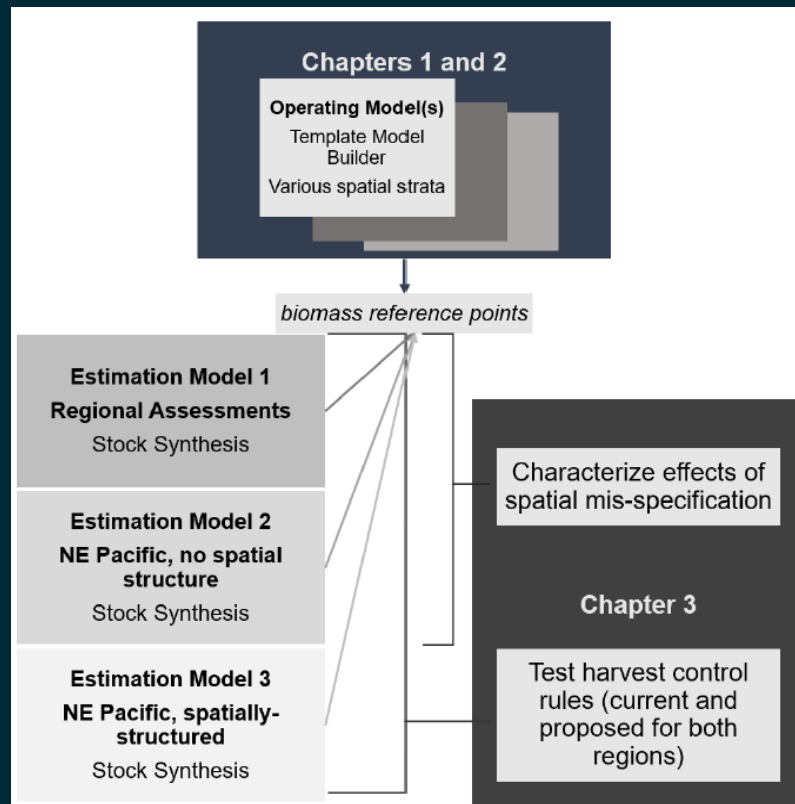 Chapters 1 and 2
Operating Model(s)
Template Model
Builder
Various spatial strata
biomass reference points
Estimation Model 1
Regional Assessments
Stock Synthesis
Estimation Model 2
NE Pacific, no spatial
structure
Stock Synthesis
Estimation Model 3
NE Pacific, spatially-
structured
Stock Synthesis
Characterize effects of
spatial mis-specification
Chapter 3
Test harvest control
rules (current and
proposed for both
regions)